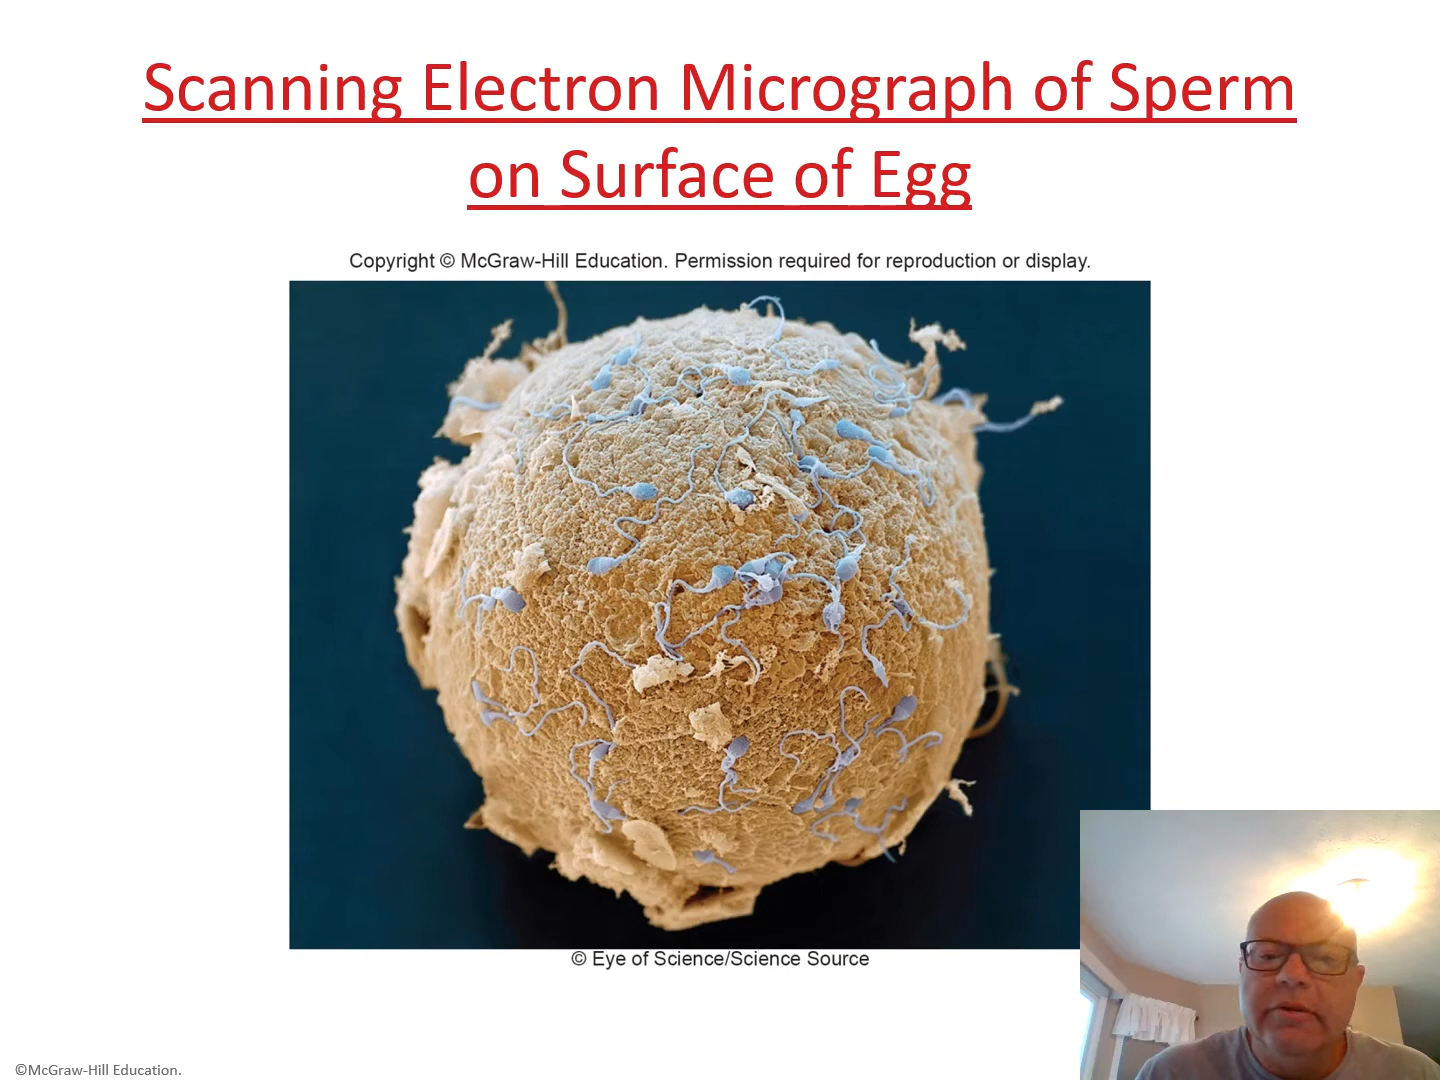 Scanning Electron Micrograph of Sperm
on Surface of Egg
Copyright © McGraw-Hill Education. Permission required for reproduction or display.
© Eye of Science/Science Source
©McGraw-Hill Education.